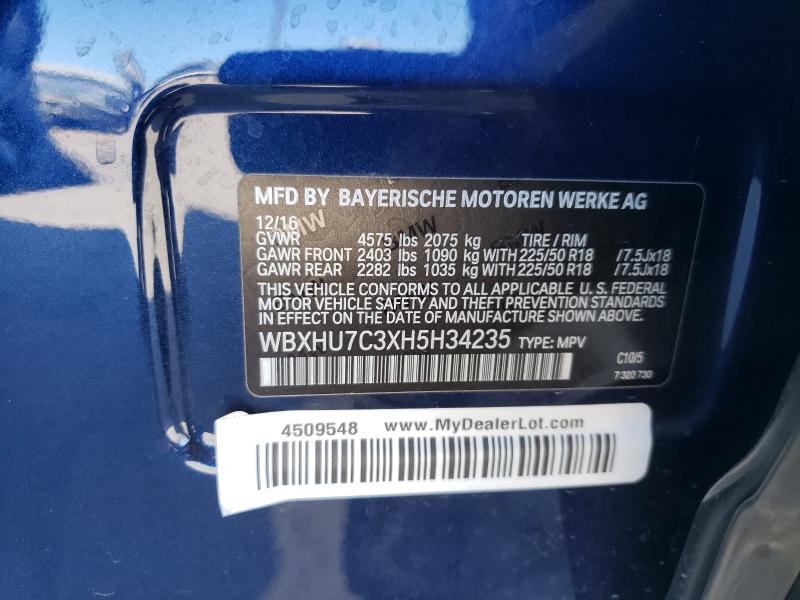 MFD BY BAYERISCHE MOTOREN WERKE AG
12/16
GVWR 4575 lbs 2075 kg TIRE / RIM
GAWR FRONT 2403 lbs 1090 kg WITH 225/50 R18 /7.5Jx18
GAWR REAR 2282 lbs 1035 kg WITH 225/50 R18 /7.5Jx18
THIS VEHICLE CONFORMS TO ALL APPLICABLE U. S. FEDERAL
MOTOR VEHICLE SAFETY AND THEFT PREVENTION STANDARDS
IN EFFECT ON THE DATE OF MANUFACTURE SHOWN ABOVE.
WBXHU7C3XH5H34235 TYPE: MPV
C10/5
7 320 730
BMW
BMW
BMW
4509548 www.MyDealerLot.com